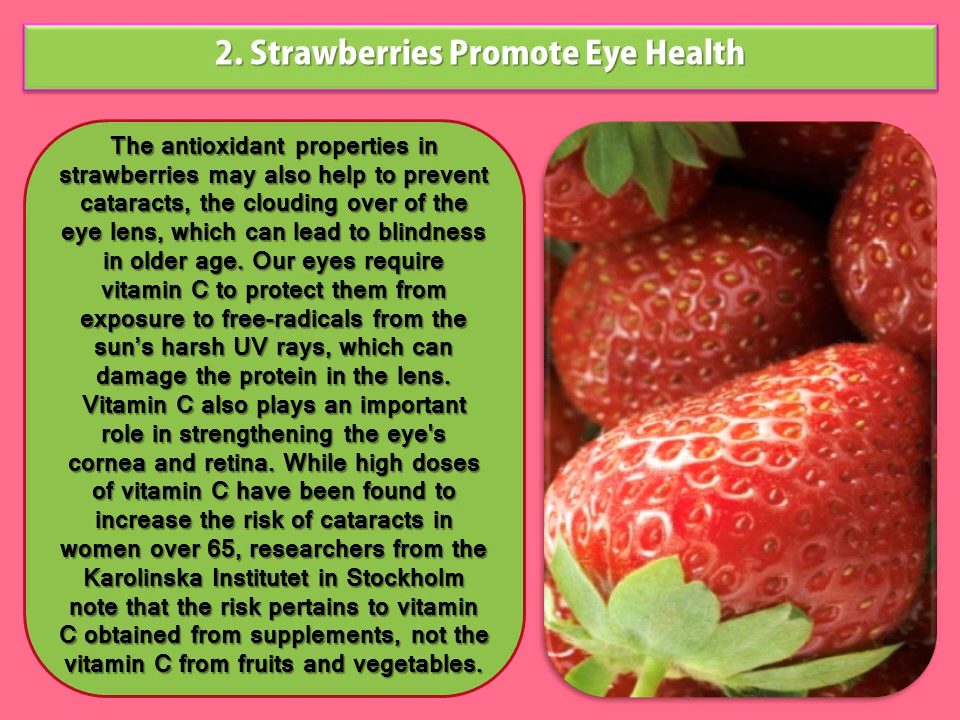 2. Strawberries Promote Eye Health
The antioxidant properties in
strawberries may also help to prevent
cataracts, the clouding over of the
eye lens, which can lead to blindness
in older age. Our eyes require
vitamin C to protect them from
exposure to free-radicals from the
sun’s harsh UV rays, which can
damage the protein in the lens.
Vitamin C also plays an important
role in strengthening the eye's
cornea and retina. While high doses
of vitamin C have been found to
increase the risk of cataracts in
women over 65, researchers from the
Karolinska Institutet in Stockholm
note that the risk pertains to vitamin
C obtained from supplements, not the
vitamin C from fruits and vegetables.